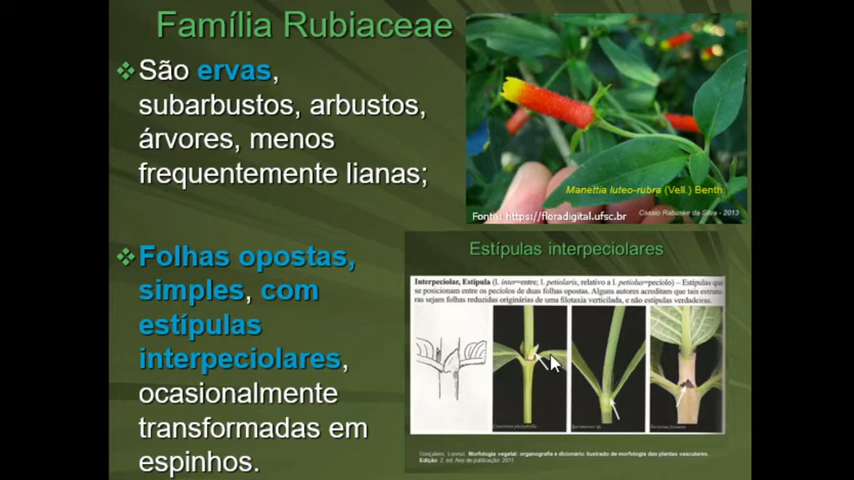 Família Rubiaceae
São ervas,
subarbustos, arbustos,
árvores, menos
frequentemente lianas;
Folhas opostas,
simples, com
estípulas
interpeciolares,
ocasionalmente
transformadas em
espinhos.
Manettia luteo-rubra (Vell.) Benth.
Fonte: https://floradigital.ufsc.br
Cassio Rabuske da Silva - 2013
Estípulas interpeciolares
Interpeciolar, Estípula (l. inter=entre; l. petiolaris, relativo a l. petiolus=pecíolo) – Estípulas que
se posicionam entre os pecíolos de duas folhas opostas. Alguns autores acreditam que tais estrutu-
ras sejam folhas reduzidas originárias de uma filotaxia verticilada, e não estípulas verdadeiras.
Gonçalves, Lorenzi. Morfologia vegetal: organografia e dicionário ilustrado de morfologia das plantas vasculares.
Edição: 2. ed. Ano de publicação: 2011